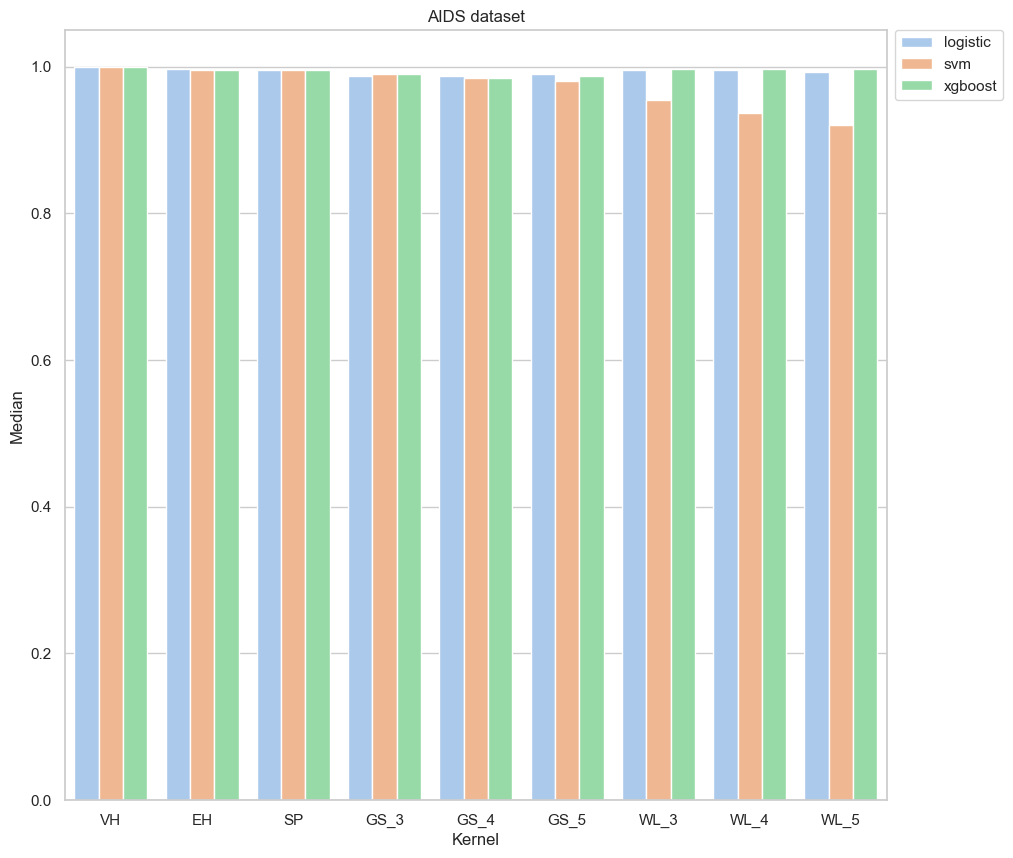 AIDS dataset
logistic
svm
xgboost
1.0
0.8
0.6
0.4
0.2
0.0
Median
VH EH SP GS_3 GS_4 GS_5 WL_3 WL_4 WL_5
Kernel